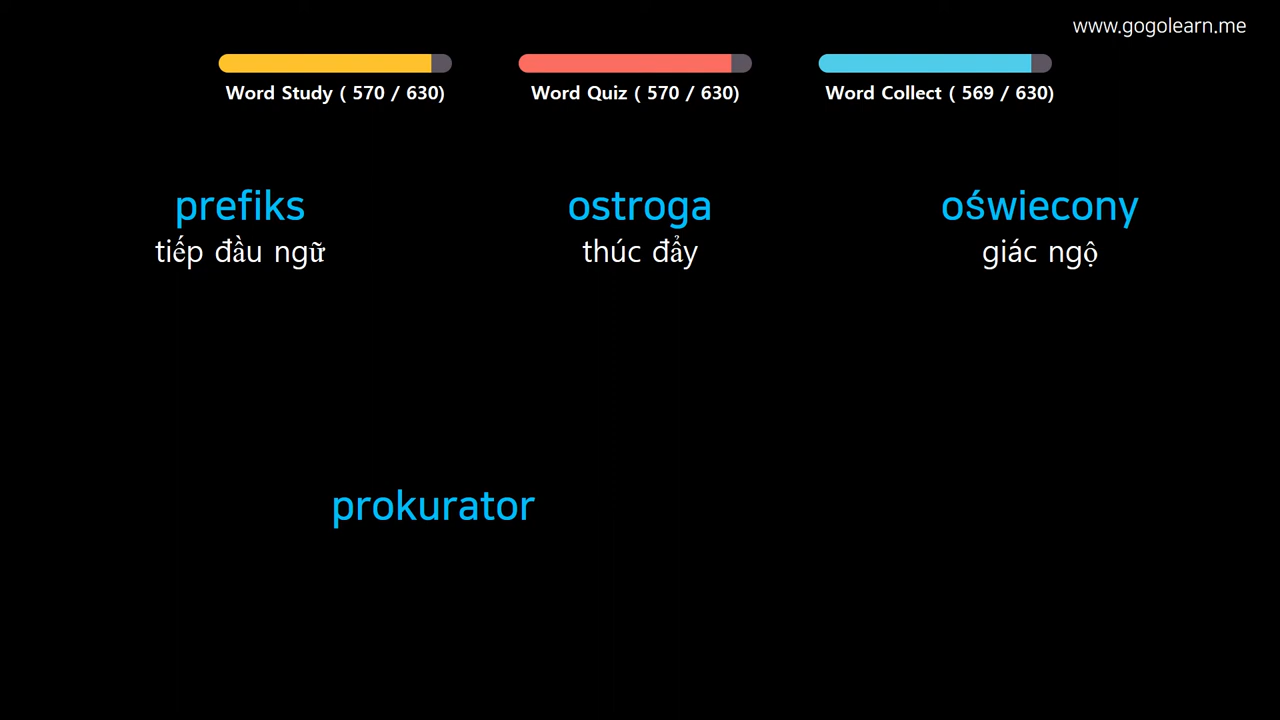 www.gogolearn.me
Word Study ( 570 / 630)
Word Quiz ( 570 / 630)
Word Collect ( 569 / 630)
prefiks
tiếp đầu ngữ
ostroga
thúc đẩy
oświecony
giác ngộ
prokurator